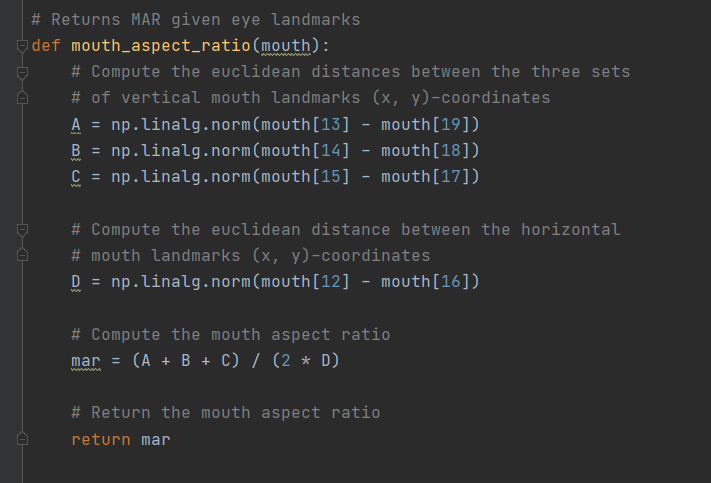 # Returns MAR given eye landmarks
def mouth_aspect_ratio(mouth):
    # Compute the euclidean distances between the three sets
    # of vertical mouth landmarks (x, y)-coordinates
    A = np.linalg.norm(mouth[13] - mouth[19])
    B = np.linalg.norm(mouth[14] - mouth[18])
    C = np.linalg.norm(mouth[15] - mouth[17])
    # Compute the euclidean distance between the horizontal
    # mouth landmarks (x, y)-coordinates
    D = np.linalg.norm(mouth[12] - mouth[16])
    # Compute the mouth aspect ratio
    mar = (A + B + C) / (2 * D)
    # Return the mouth aspect ratio
    return mar